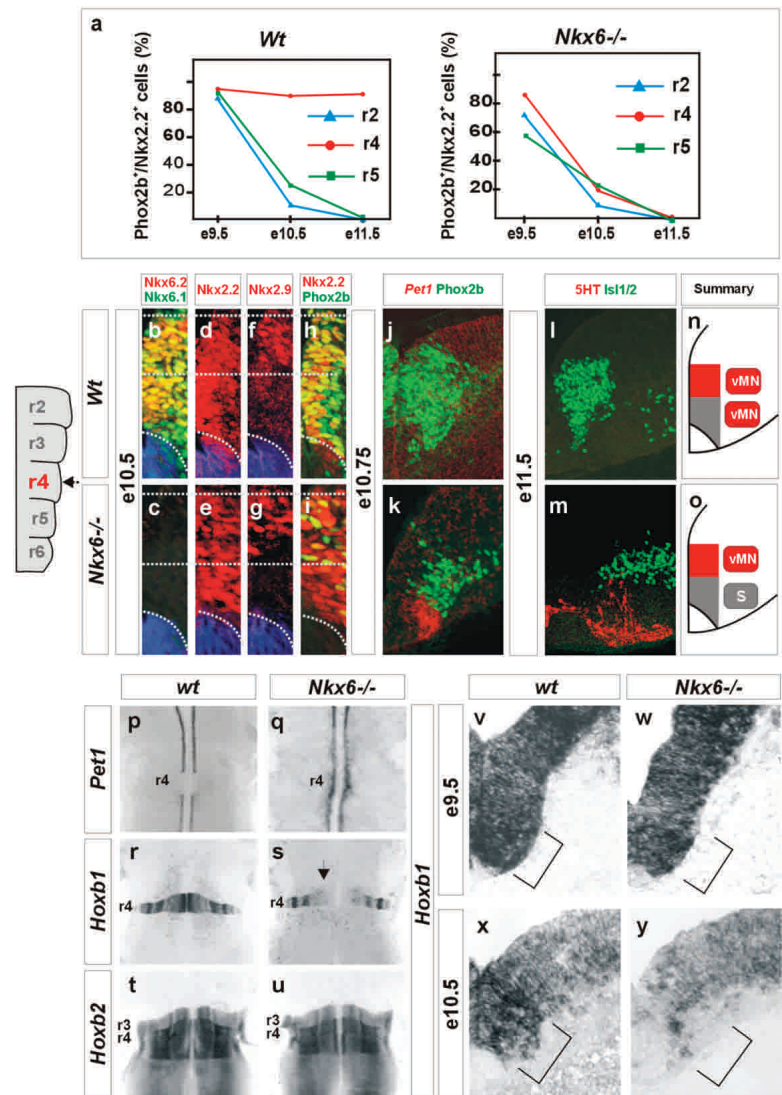 a
Wt
Nkx6-/-
Phox2b⁺/Nkx2.2⁺ cells (%)
80
60
40
20
r2
r4
r5
e9.5 e10.5 e11.5
Phox2b⁺/Nkx2.2⁺ cells (%)
80
60
40
20
r2
r4
r5
e9.5 e10.5 e11.5
Nkx6.2
Nkx6.1
Nkx2.2
Nkx2.9
Nkx2.2
Phox2b
Pet1 Phox2b
5HT Isl1/2
Summary
r2
r3
r4
r5
r6
Wt
Nkx6-/-
e10.5
b d f h
c e g i
e10.75
j
k
e11.5
l
m
n
vMN
vMN
o
vMN
S
wt
Nkx6-/-
wt
Nkx6-/-
Pet1
p
r4
q
r4
Hoxb1
r
r4
s
r4
Hoxb2
t
r3
r4
u
r3
r4
Hoxb1
e9.5
v
w
e10.5
x
y